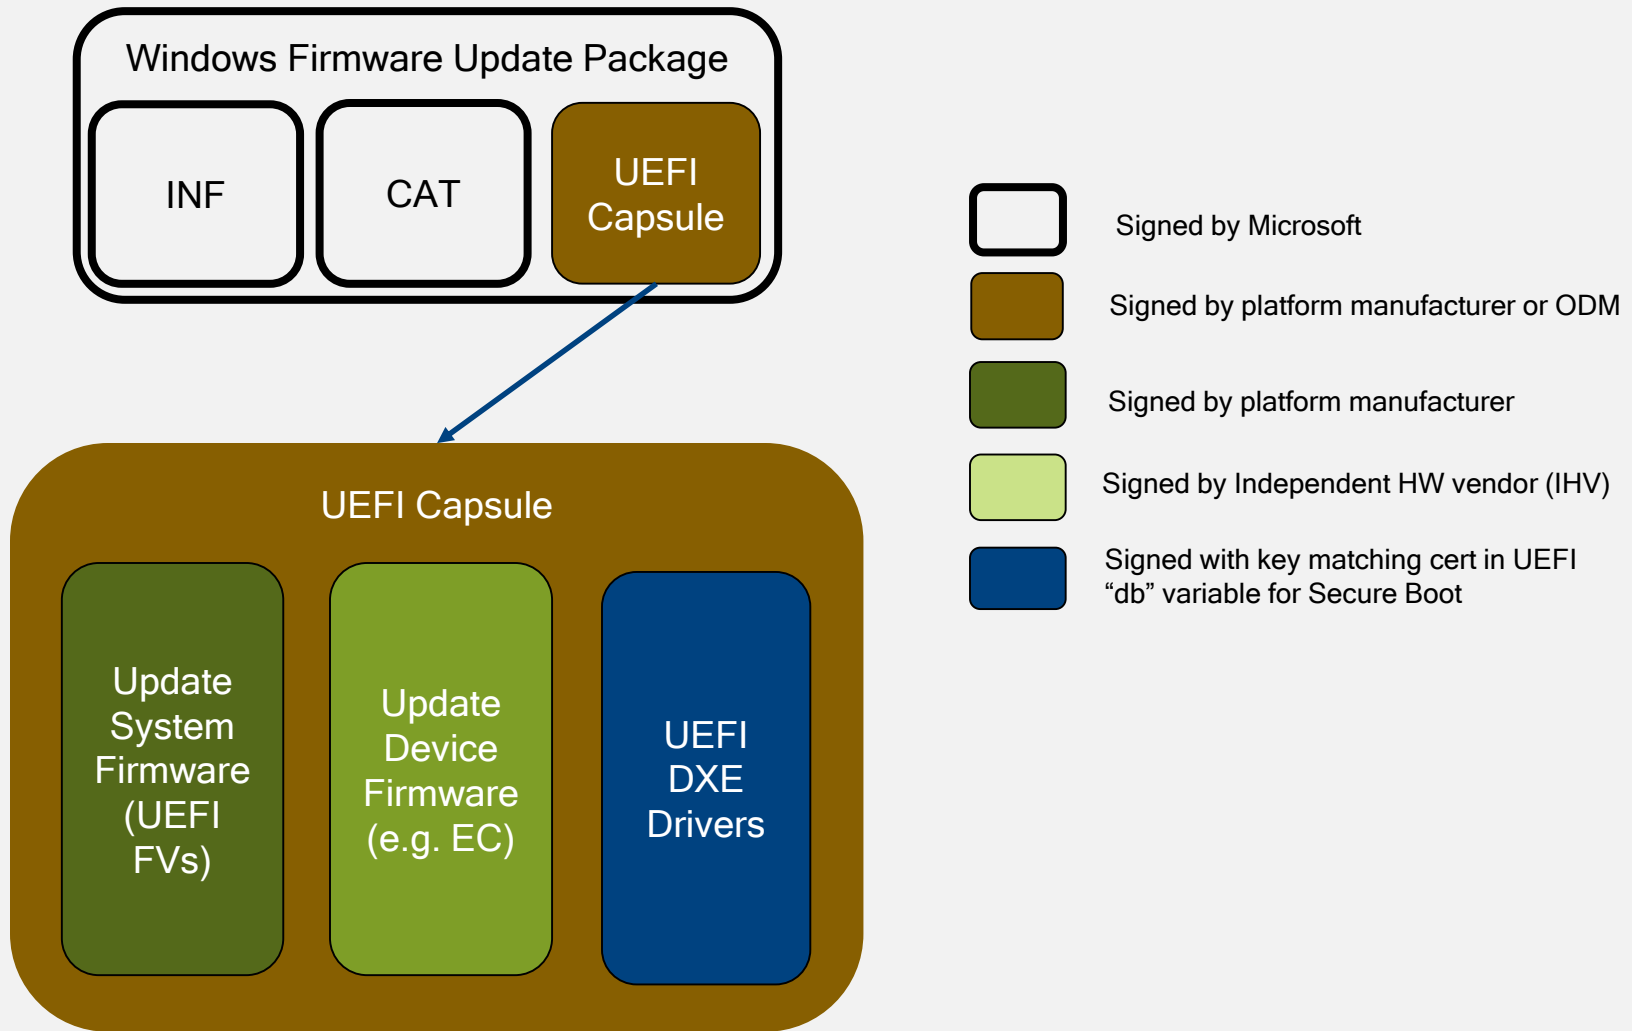 Windows Firmware Update Package
INF
CAT
UEFI
Capsule
Signed by Microsoft
Signed by platform manufacturer or ODM
Signed by platform manufacturer
Signed by Independent HW vendor (IHV)
Signed with key matching cert in UEFI
“db” variable for Secure Boot
UEFI Capsule
Update
System
Firmware
(UEFI
FVs)
Update
Device
Firmware
(e.g. EC)
UEFI
DXE
Drivers